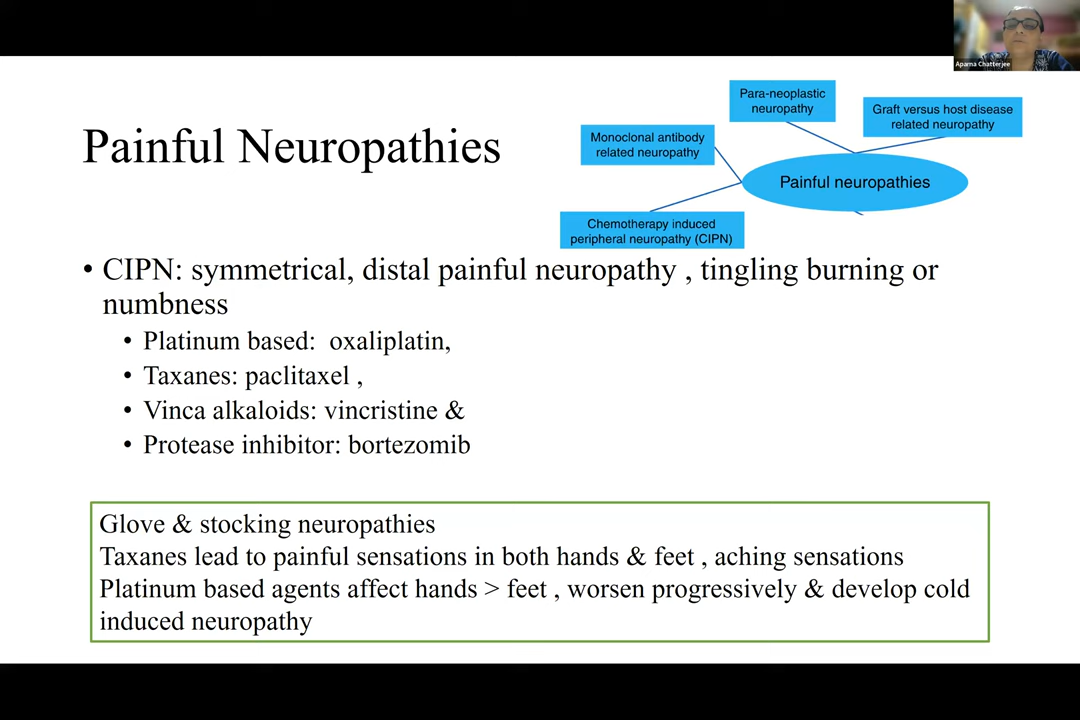 Aparna Chatterjee
Painful Neuropathies
Para-neoplastic
neuropathy
Graft versus host disease
related neuropathy
Monoclonal antibody
related neuropathy
Painful neuropathies
Chemotherapy induced
peripheral neuropathy (CIPN)
• CIPN: symmetrical, distal painful neuropathy , tingling burning or
numbness
• Platinum based: oxaliplatin,
• Taxanes: paclitaxel ,
• Vinca alkaloids: vincristine &
• Protease inhibitor: bortezomib
Glove & stocking neuropathies
Taxanes lead to painful sensations in both hands & feet , aching sensations
Platinum based agents affect hands > feet , worsen progressively & develop cold
induced neuropathy